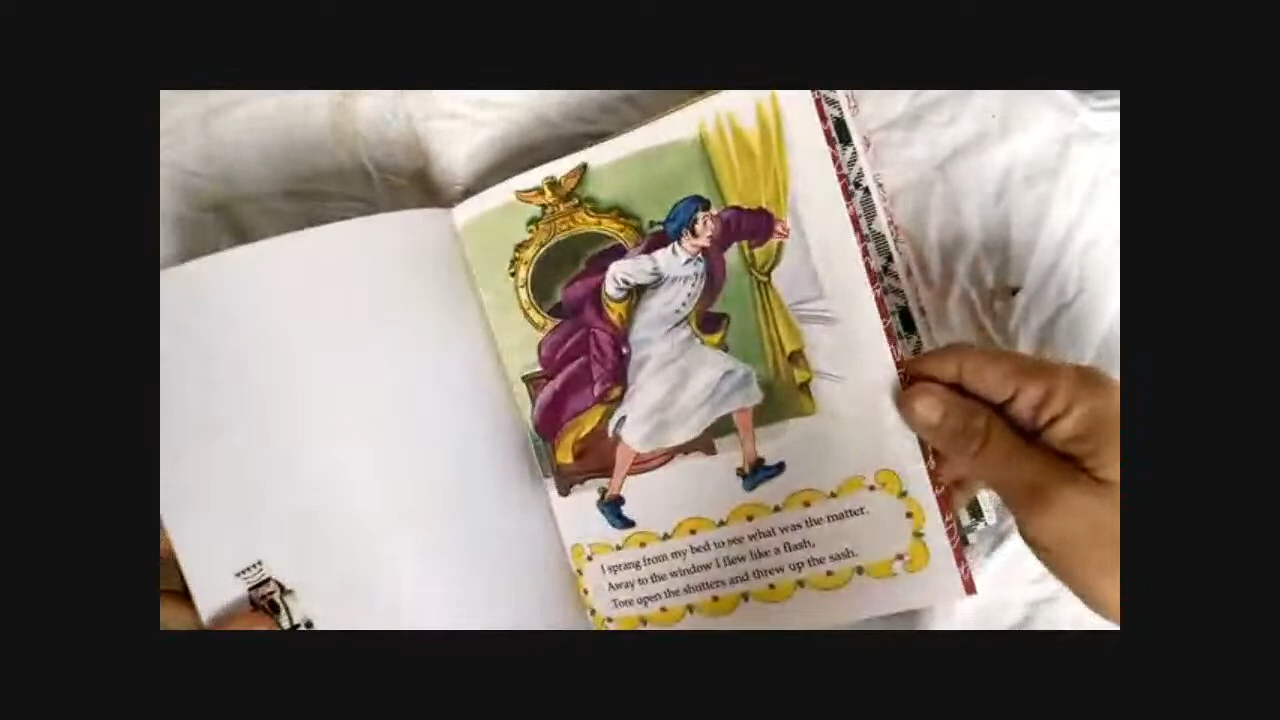 I sprang from my bed to see what was the matter.
Away to the window I flew like a flash,
Tore open the shutters and threw up the sash.